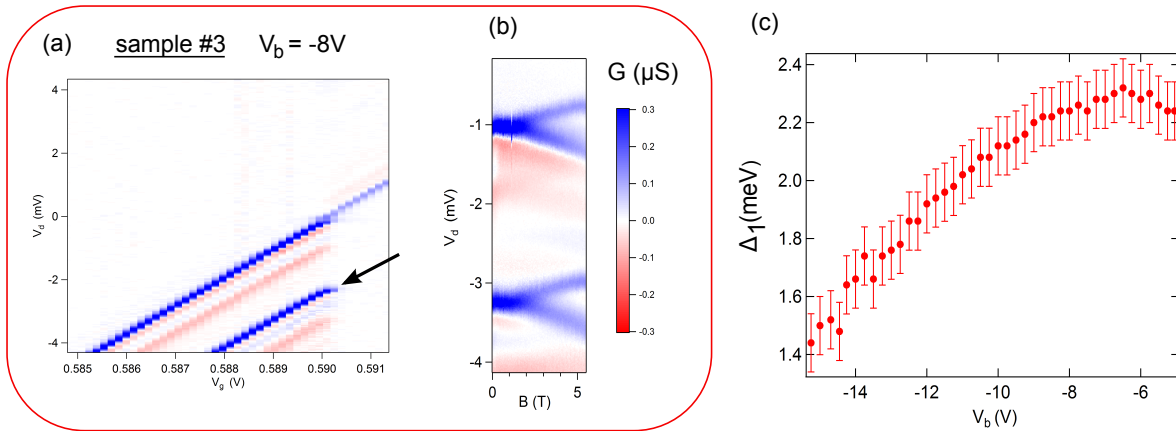 (a) sample #3 V_b = -8V
4
2
0
-2
-4
V_d (mV)
0.585 0.586 0.587 0.588 0.589 0.590 0.591
V_g (V)
(b)
-1
-2
-3
-4
V_d (mV)
0 5
B (T)
G (µS)
0.3
0.2
0.1
0.0
-0.1
-0.2
-0.3
(c)
2.4
2.2
2.0
1.8
1.6
1.4
Δ_1 (meV)
-14 -12 -10 -8 -6
V_b (V)